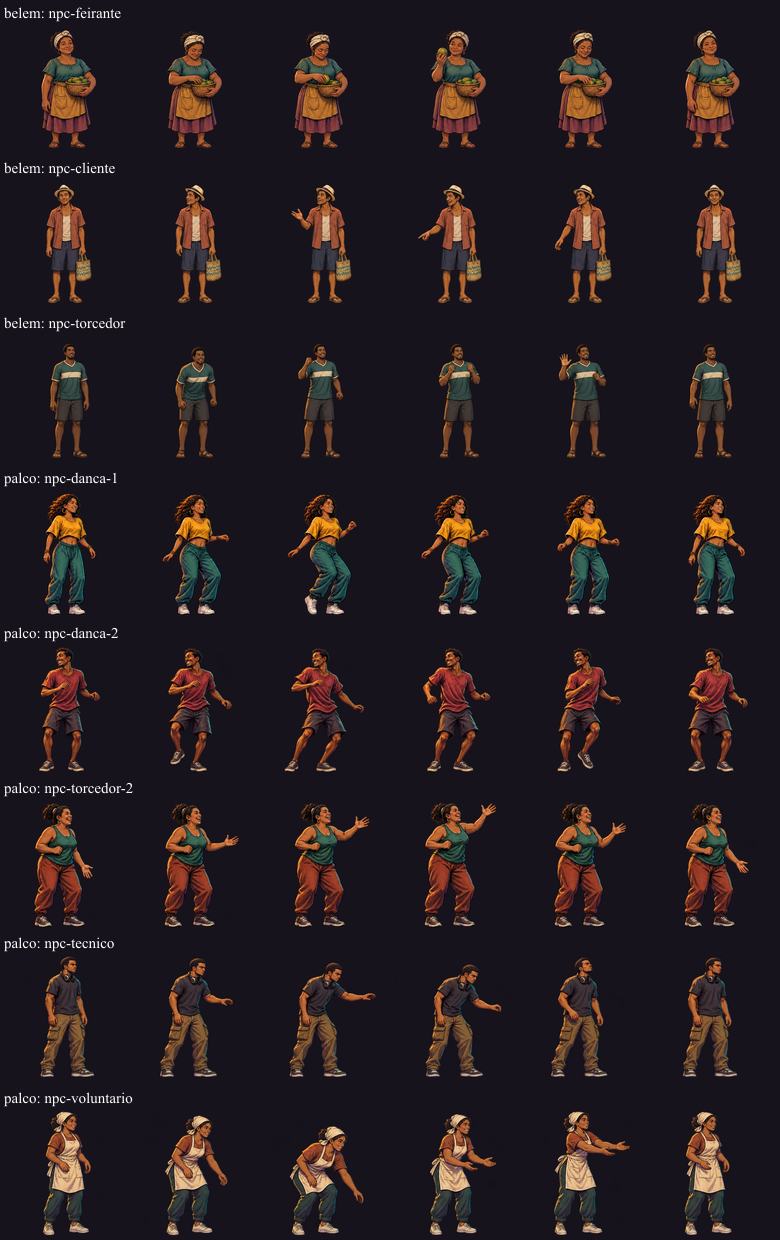 belem: npc-feirante
belem: npc-cliente
belem: npc-torcedor
palco: npc-danca-1
palco: npc-danca-2
palco: npc-torcedor-2
palco: npc-tecnico
palco: npc-voluntario